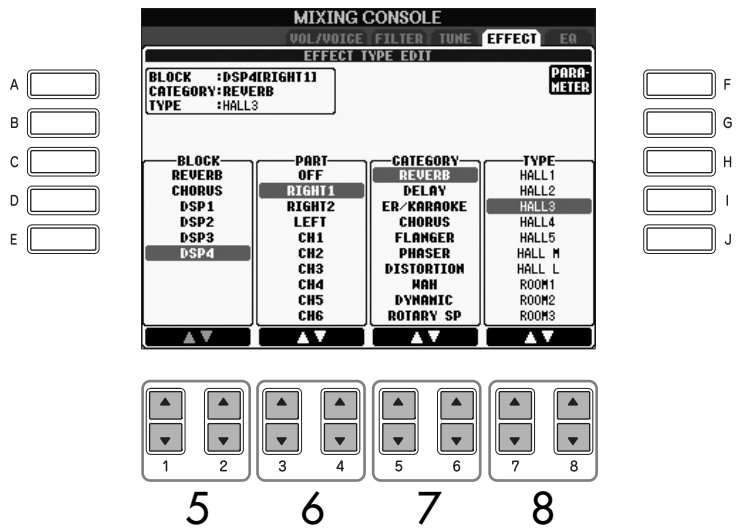 MIXING CONSOLE
VOL/VOICE FILTER TUNE EFFECT EQ
EFFECT TYPE EDIT
BLOCK :DSP4[RIGHT1]
CATEGORY:REVERB
TYPE :HALL3
PARA-
METER
A
B
C
D
E
F
G
H
I
J
BLOCK PART CATEGORY TYPE
REVERB OFF REVERB HALL1
CHORUS RIGHT1 DELAY HALL2
DSP1 RIGHT2 ER/KARAOKE HALL3
DSP2 LEFT CHORUS HALL4
DSP3 CH1 FLANGER HALL5
DSP4 CH2 PHASER HALL M
CH3 DISTORTION HALL L
CH4 WAH ROOM1
CH5 DYNAMIC ROOM2
CH6 ROTARY SP ROOM3
1 2 3 4 5 6 7 8
5 6 7 8